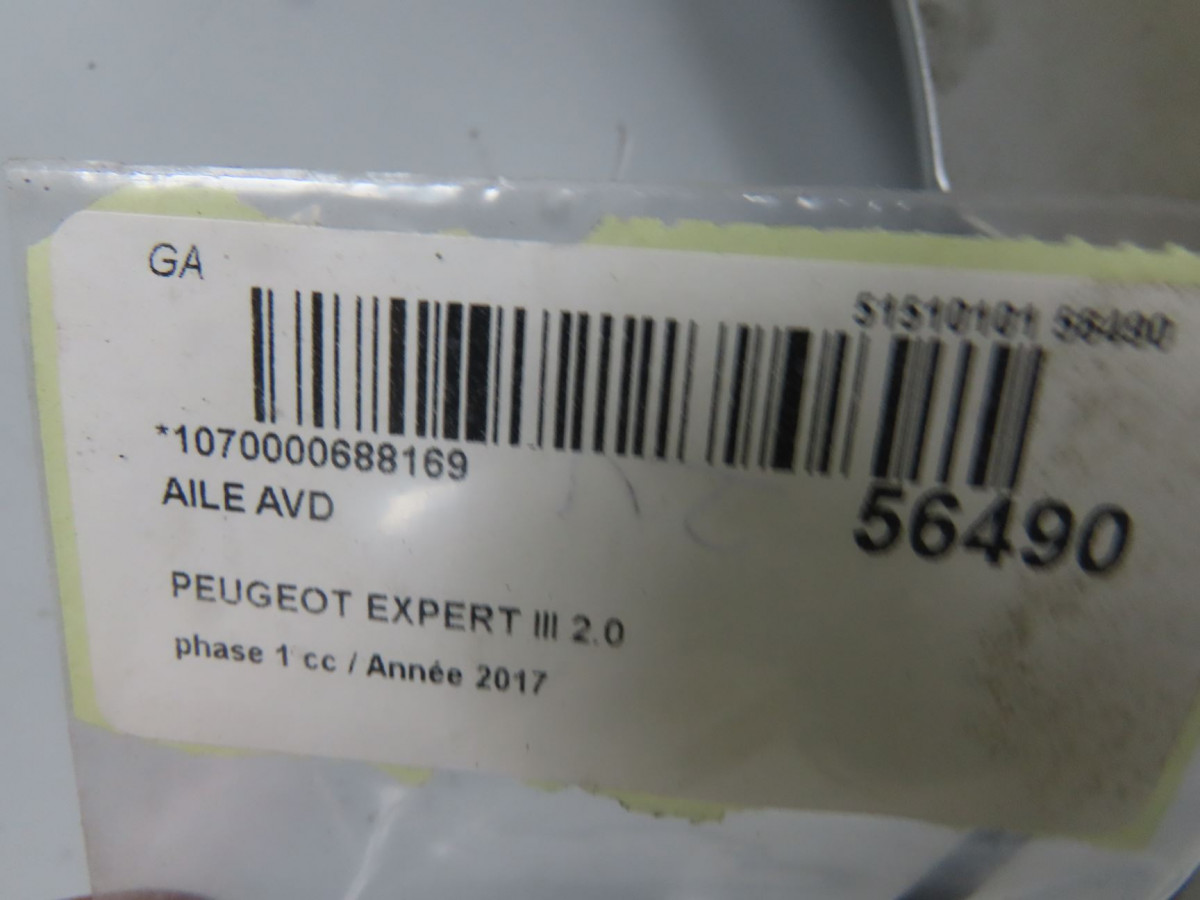 GA
51510101 56490
*1070000688169
AILE AVD
56490
PEUGEOT EXPERT III 2.0
phase 1 cc / Année 2017